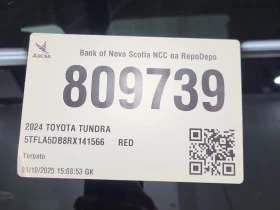 ADESA
Bank of Nova Scotia NCC oa RepoDepo
809739
2024 TOYOTA TUNDRA
5TFLA5DB8RX141566 RED
Toronto
01/10/2025 15:08:53 GK